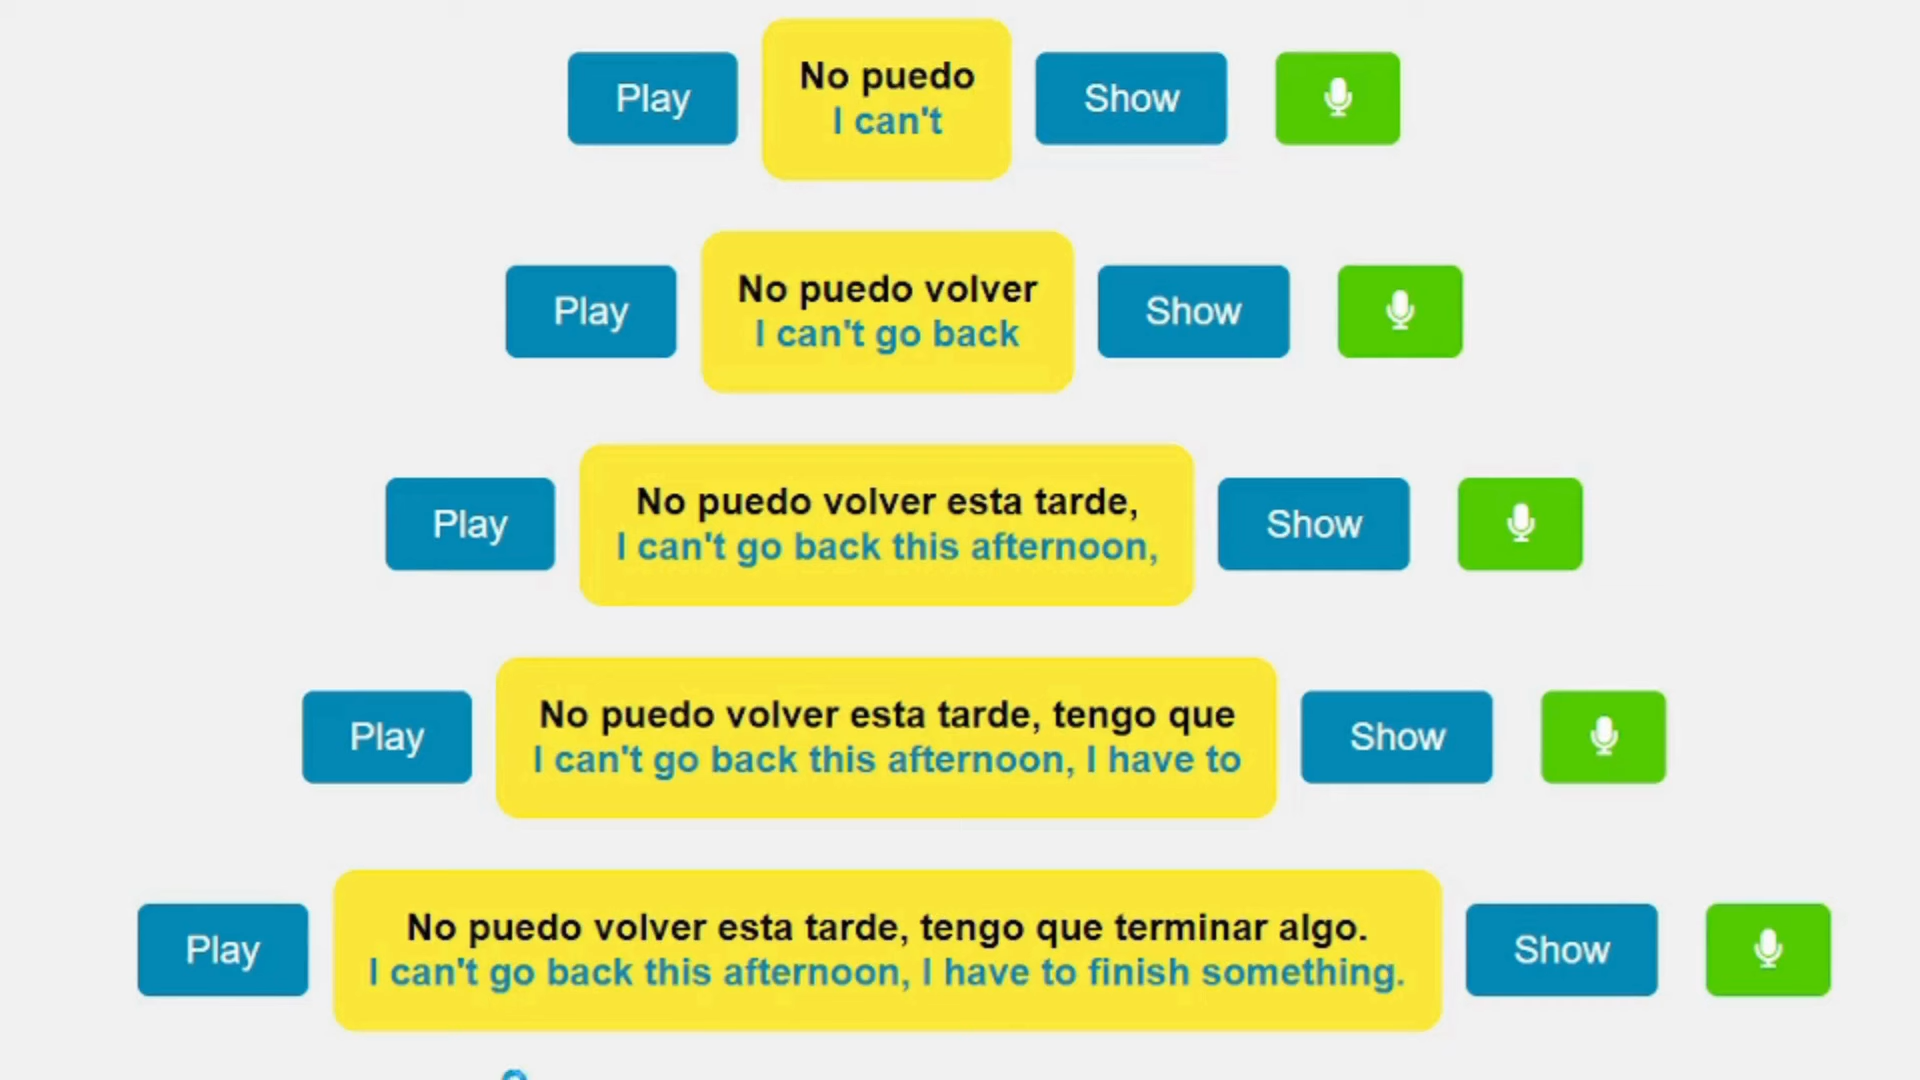 Play
No puedo
I can't
Show
Play
No puedo volver
I can't go back
Show
Play
No puedo volver esta tarde,
I can't go back this afternoon,
Show
Play
No puedo volver esta tarde, tengo que
I can't go back this afternoon, I have to
Show
Play
No puedo volver esta tarde, tengo que terminar algo.
I can't go back this afternoon, I have to finish something.
Show